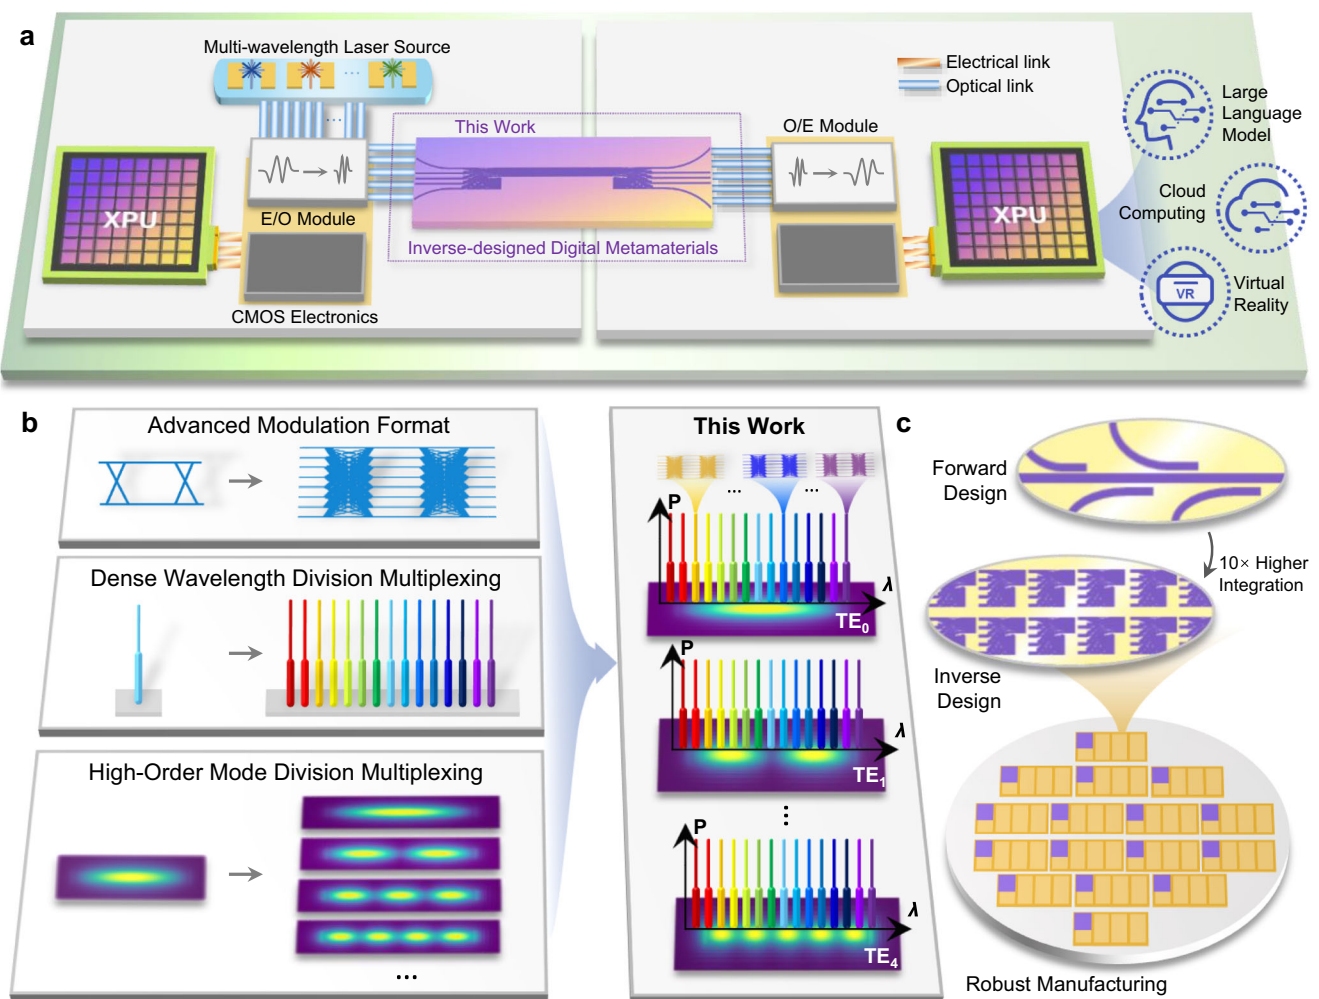 a
Multi-wavelength Laser Source
...
...
Electrical link
Optical link
This Work
E/O Module
O/E Module
XPU
XPU
Inverse-designed Digital Metamaterials
CMOS Electronics
Large
Language
Model
Cloud
Computing
VR
Virtual
Reality
b
Advanced Modulation Format
Dense Wavelength Division Multiplexing
High-Order Mode Division Multiplexing
...
This Work
... ...
P
λ
TE0
P
λ
TE1
⋮
P
λ
TE4
c
Forward
Design
10× Higher
Integration
Inverse
Design
Robust Manufacturing